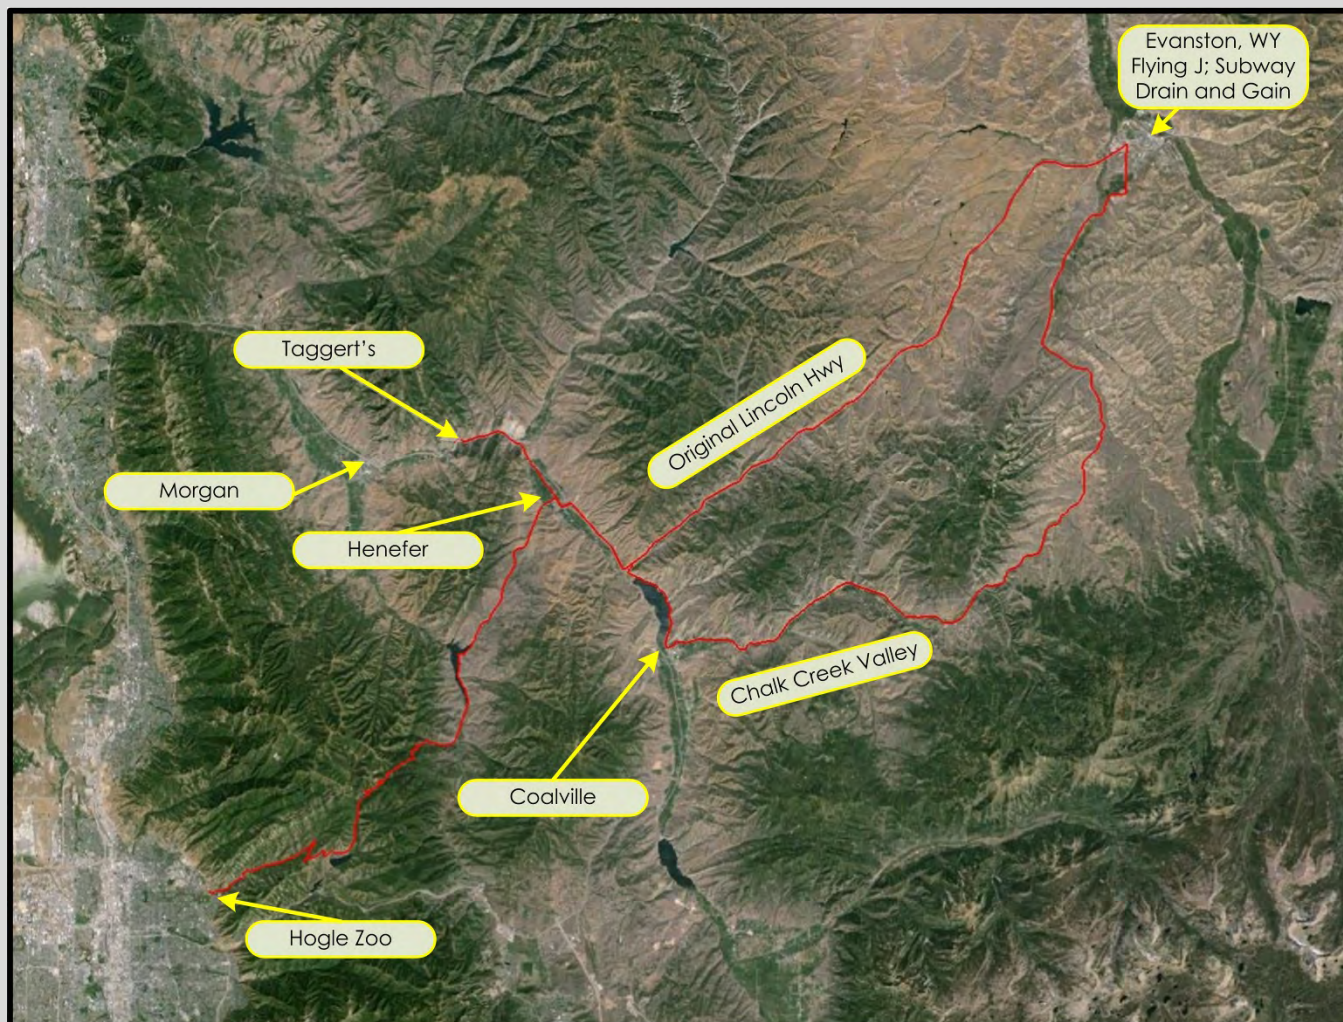 Evanston, WY
Flying J; Subway
Drain and Gain
Taggert’s
Original Lincoln Hwy
Morgan
Henefer
Chalk Creek Valley
Coalville
Hogle Zoo